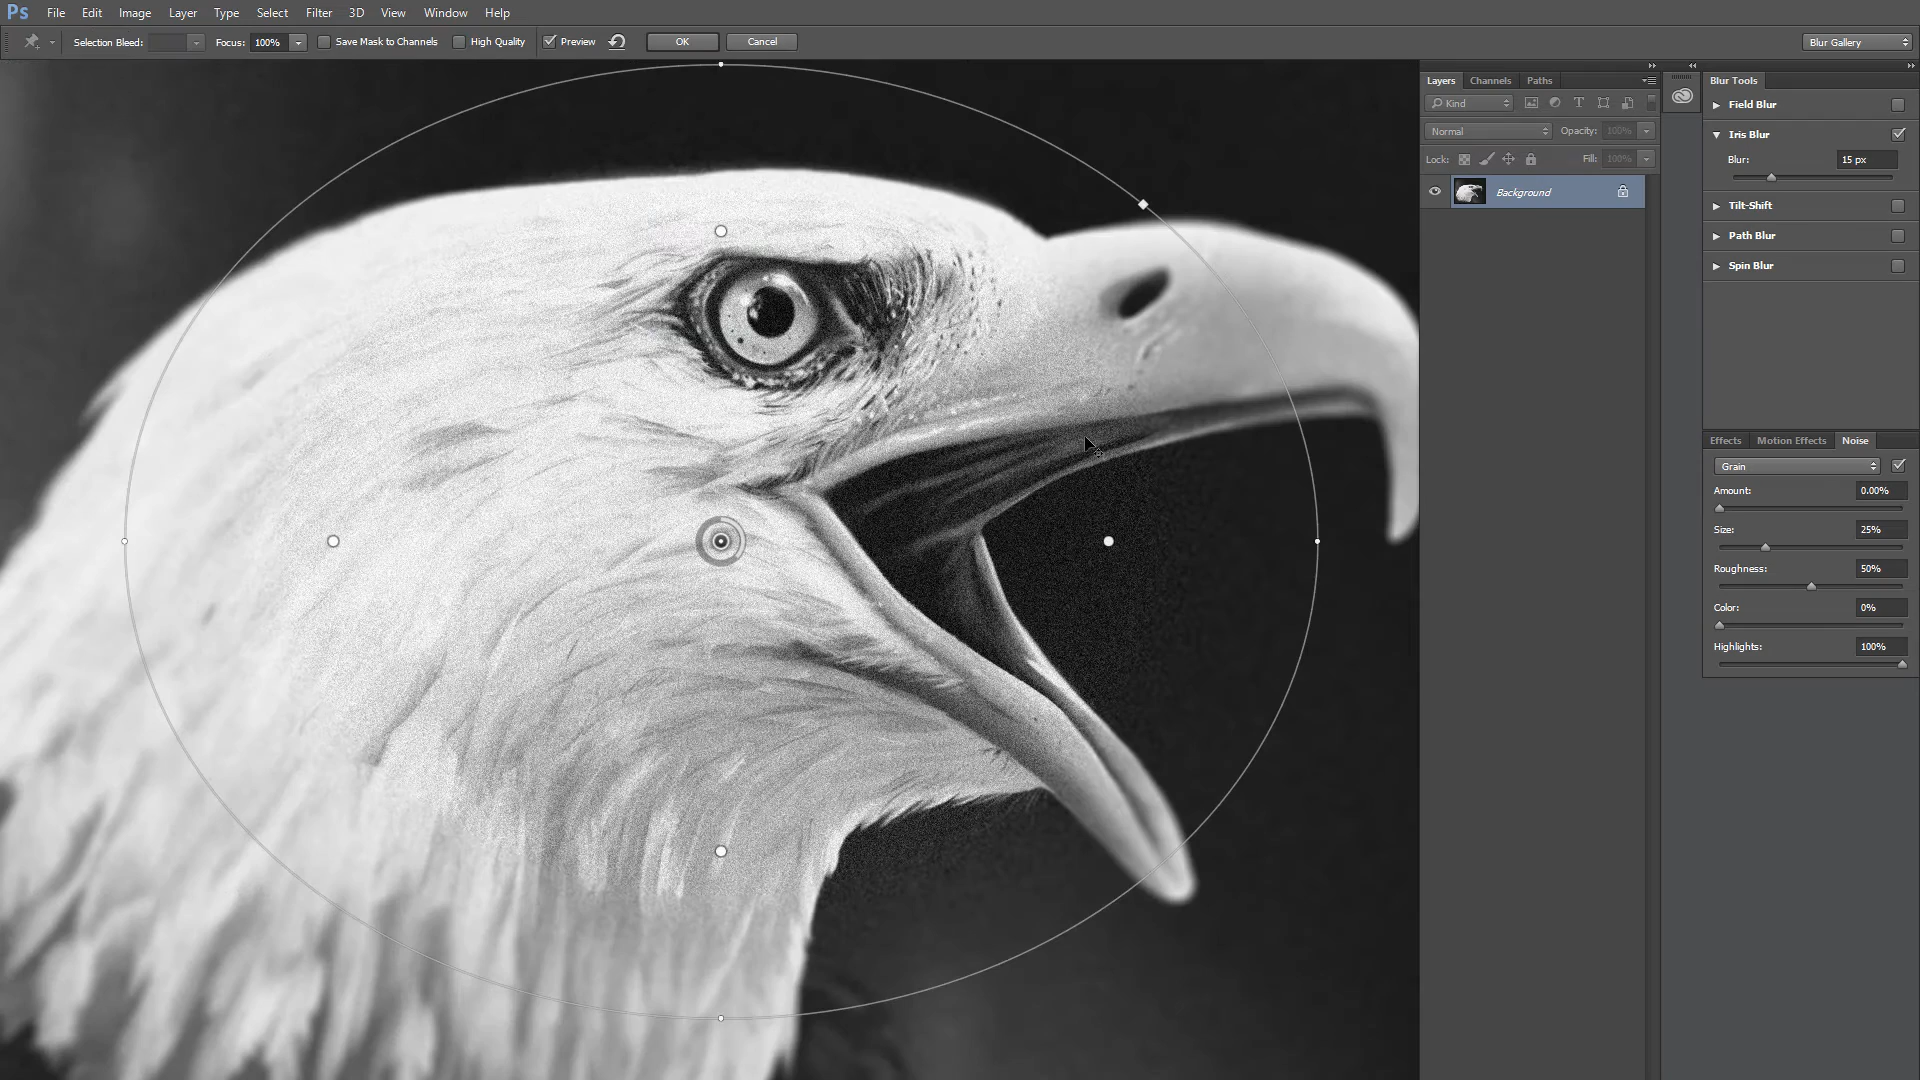 Ps File Edit Image Layer Type Select Filter 3D View Window Help
Selection Bleed: Focus: 100% Save Mask to Channels High Quality Preview OK Cancel Blur Gallery
Layers Channels Paths
Kind T
Normal Opacity: 100%
Lock: Fill: 100%
Background
Blur Tools
Field Blur
Iris Blur
Blur: 15 px
Tilt-Shift
Path Blur
Spin Blur
Effects Motion Effects Noise
Grain
Amount: 0.00%
Size: 25%
Roughness: 50%
Color: 0%
Highlights: 100%